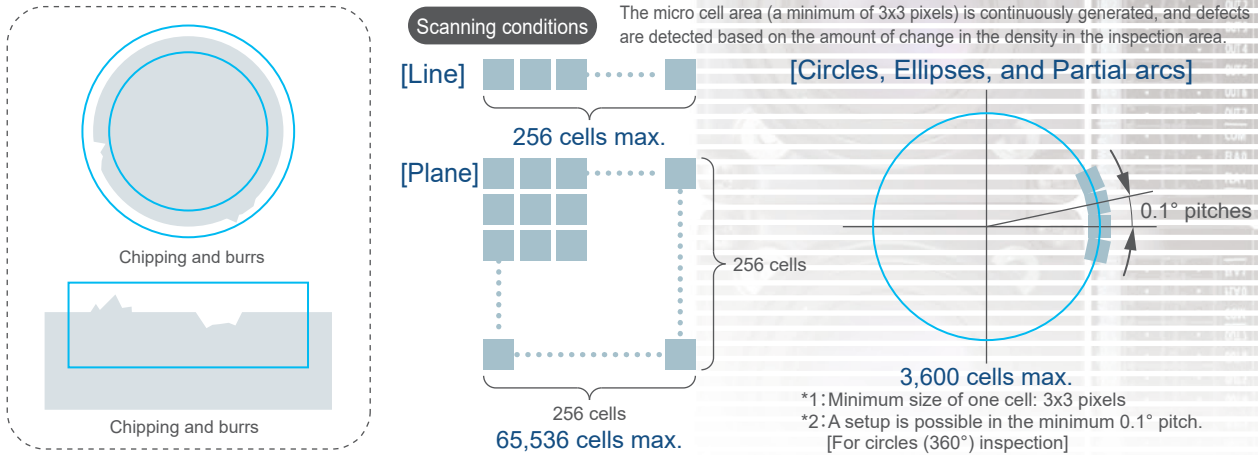 Chipping and burrs
Chipping and burrs
Scanning conditions
The micro cell area (a minimum of 3x3 pixels) is continuously generated, and defects
are detected based on the amount of change in the density in the inspection area.
[Line]
256 cells max.
[Plane]
256 cells
256 cells
65,536 cells max.
[Circles, Ellipses, and Partial arcs]
0.1° pitches
3,600 cells max.
*1:Minimum size of one cell: 3x3 pixels
*2:A setup is possible in the minimum 0.1° pitch.
[For circles (360°) inspection]